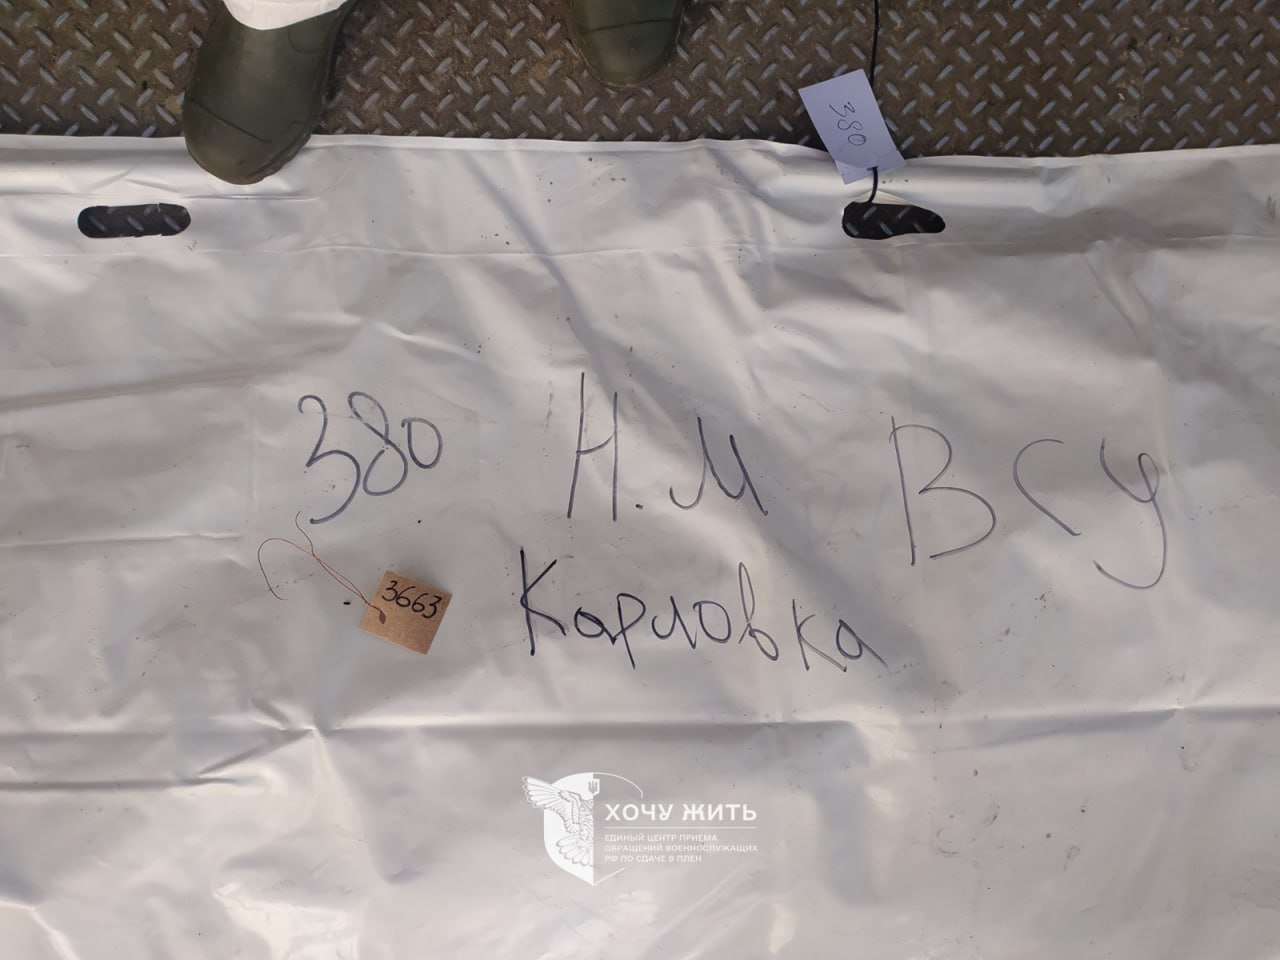 380
380 Н.М ВСУ
3663
Карловка
ХОЧУ ЖИТЬ
ЕДИНЫЙ ЦЕНТР ПРИЕМА
ОБРАЩЕНИЙ ВОЕННОСЛУЖАЩИХ
РФ ПО СДАЧЕ В ПЛЕН